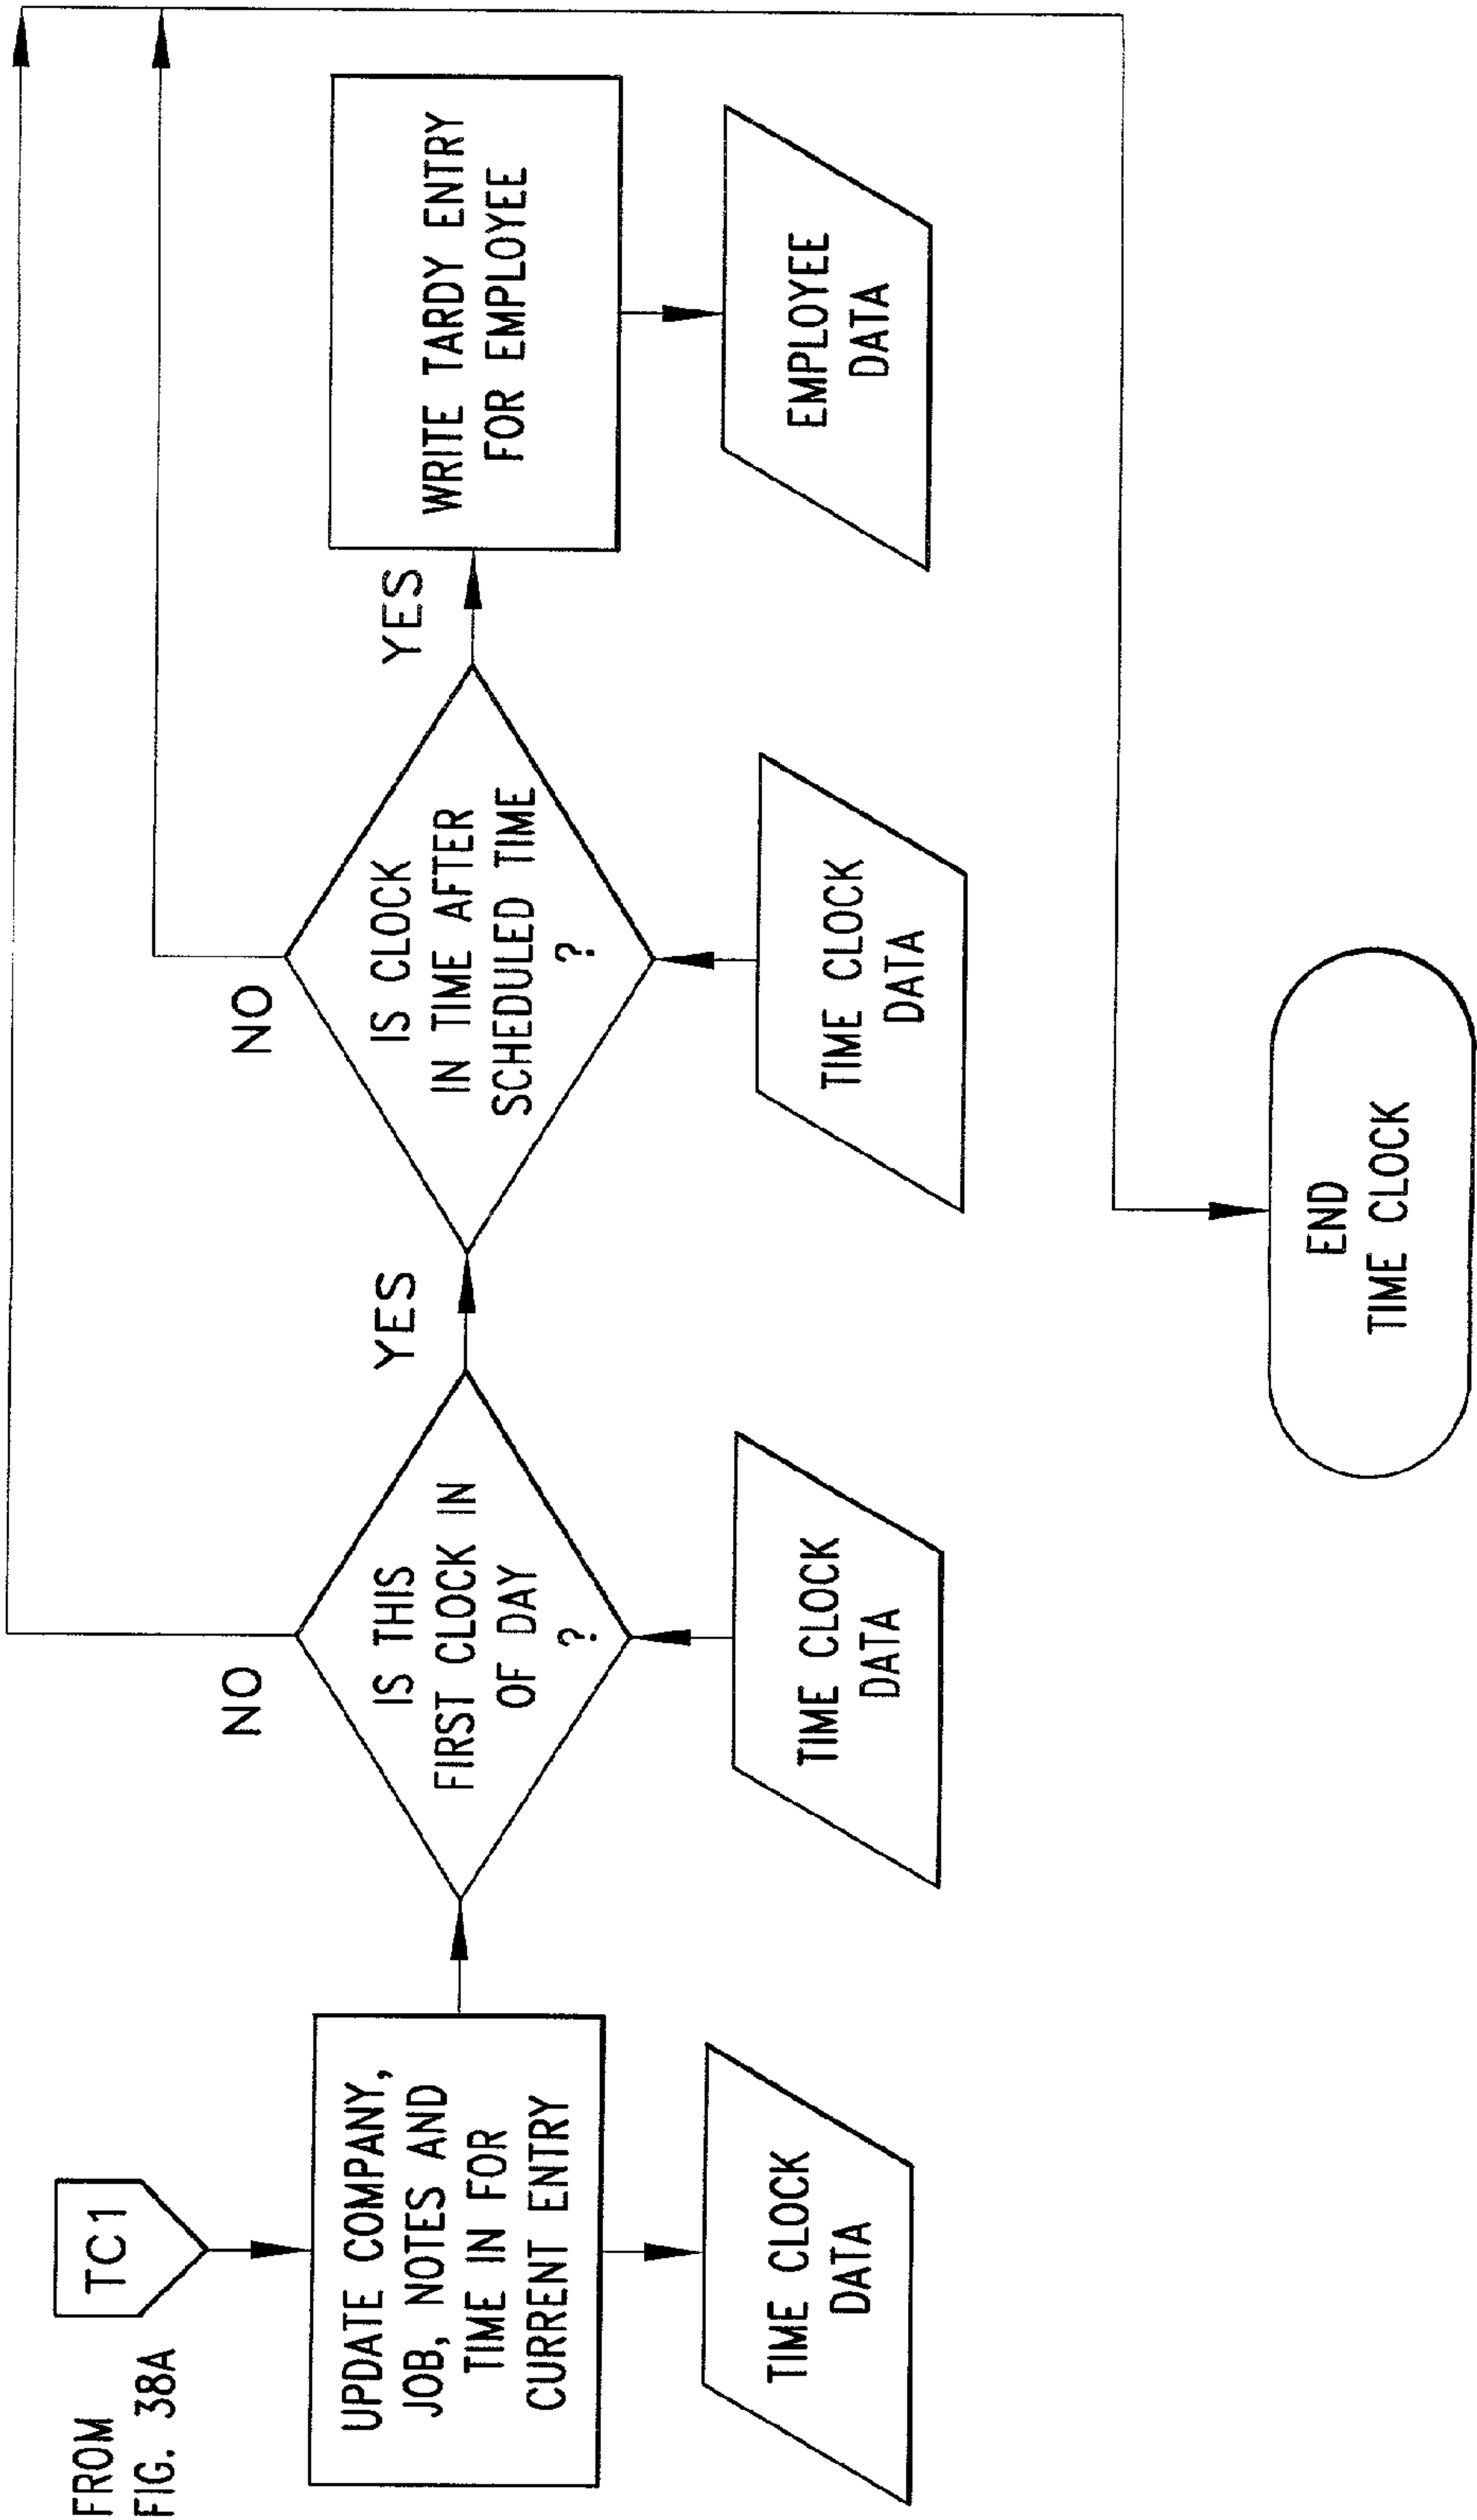 FROM
FIG. 38A
TC1
UPDATE COMPANY,
JOB, NOTES AND
TIME IN FOR
CURRENT ENTRY
TIME CLOCK
DATA
NO
IS THIS
FIRST CLOCK IN
OF DAY
?
YES
TIME CLOCK
DATA
NO
IS CLOCK
IN TIME AFTER
SCHEDULED TIME
?
YES
TIME CLOCK
DATA
WRITE TARDY ENTRY
FOR EMPLOYEE
EMPLOYEE
DATA
END
TIME CLOCK